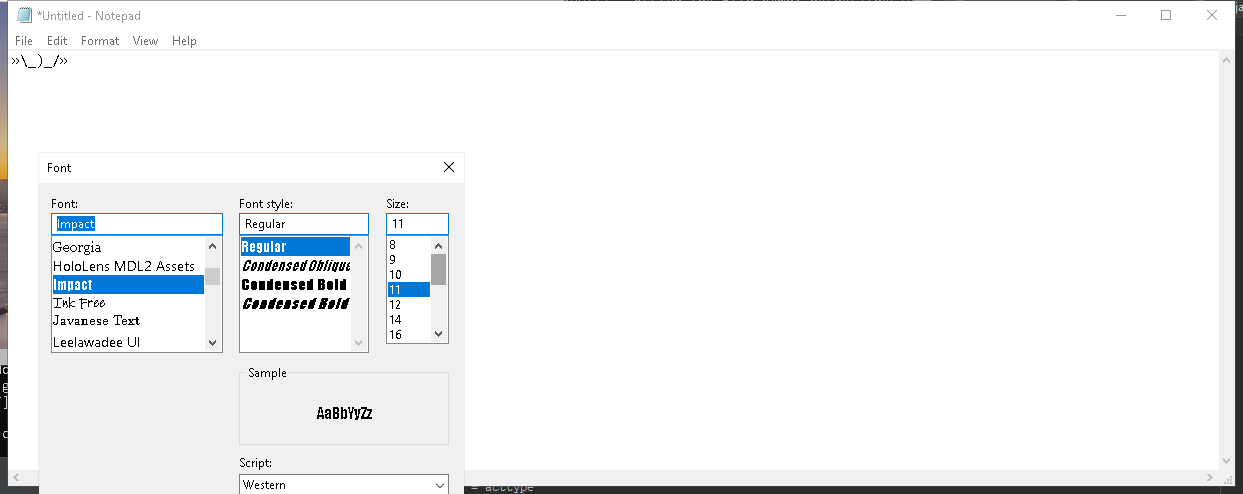 *Untitled - Notepad
File Edit Format View Help
»\_)_/»
Font
Font: Font style: Size:
Impact Regular 11
Georgia
HoloLens MDL2 Assets
Impact
Ink Free
Javanese Text
Leelawadee UI
Regular
Condensed Oblique
Condensed Bold
Condensed Bold
8
9
10
11
12
14
16
Sample
AaBbYyZz
Script:
Western
= acctype